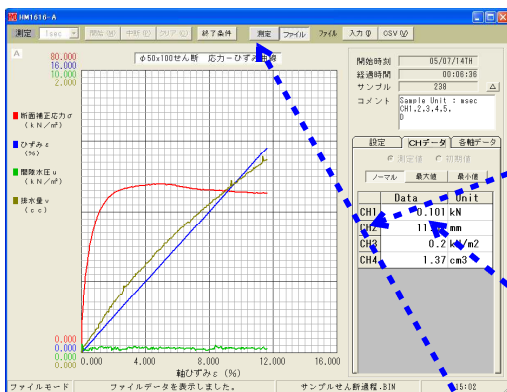 HM1616-A
測定 1sec 開始(M) 中断(E) クリア(C) 終了条件 測定 ファイル ファイル 入力(I) CSV(V)
A
φ50x100せん断 応力ーひずみ曲線
80.000
16.000
10.000
2.000
断面補正応力σ
(kN/㎡)
ひずみε
(%)
間隙水圧u
(kN/㎡)
排水量v
(cc)
0.000
0.000
0.000
0.000
0.000 4.000 8.000 12.000 16.000
軸ひずみε (%)
開始時刻 05/07/14TH
経過時間 00:06:36
サンプル 238
コメント Sample Unit : msec
CH1.2.3.4.5.
D
設定 CHデータ 各軸データ
測定値 初期値
ノーマル 最大値 最小値
Data Unit
CH1 0.101 kN
CH2 mm
CH3 0.2 kN/m2
CH4 1.37 cm3
ファイルモード ファイルデータを表示しました。 サンプルせん断過程.BIN 15:02